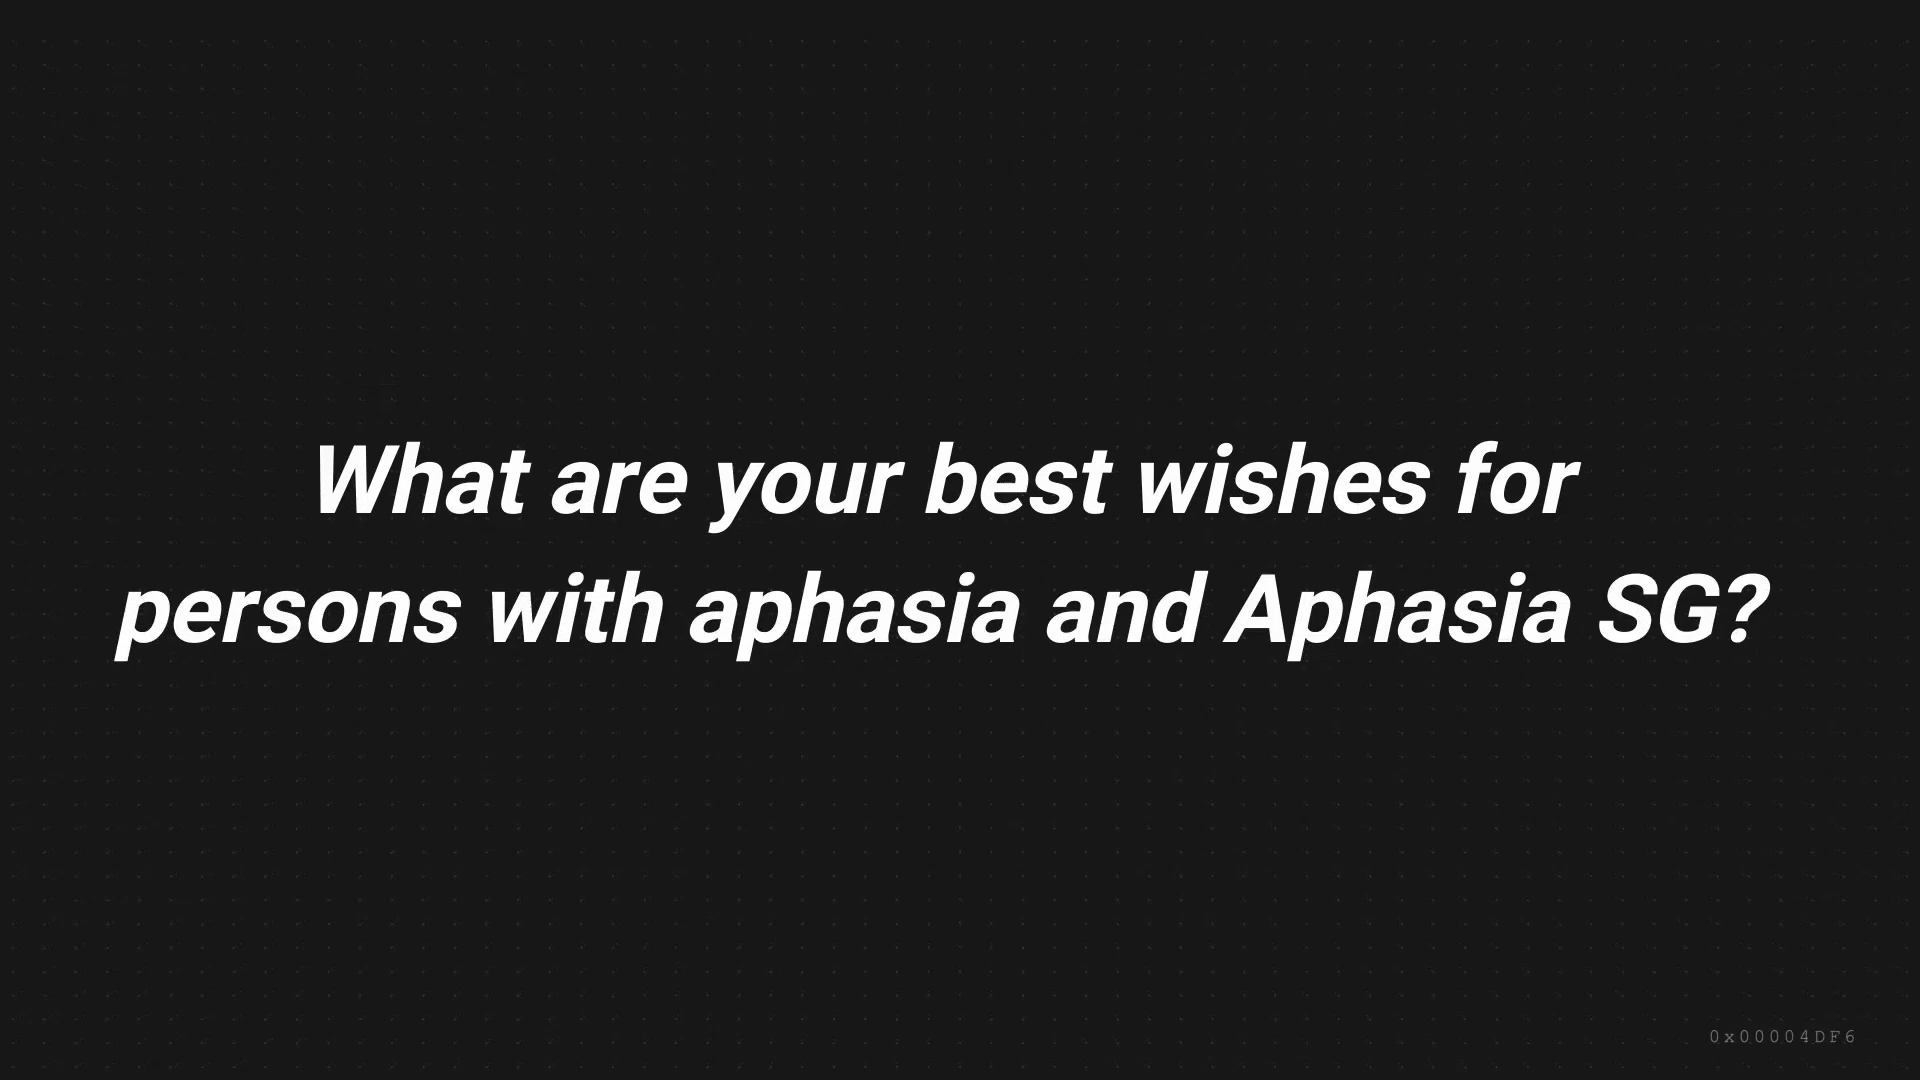 What are your best wishes for
persons with aphasia and Aphasia SG?
0x00004DF6